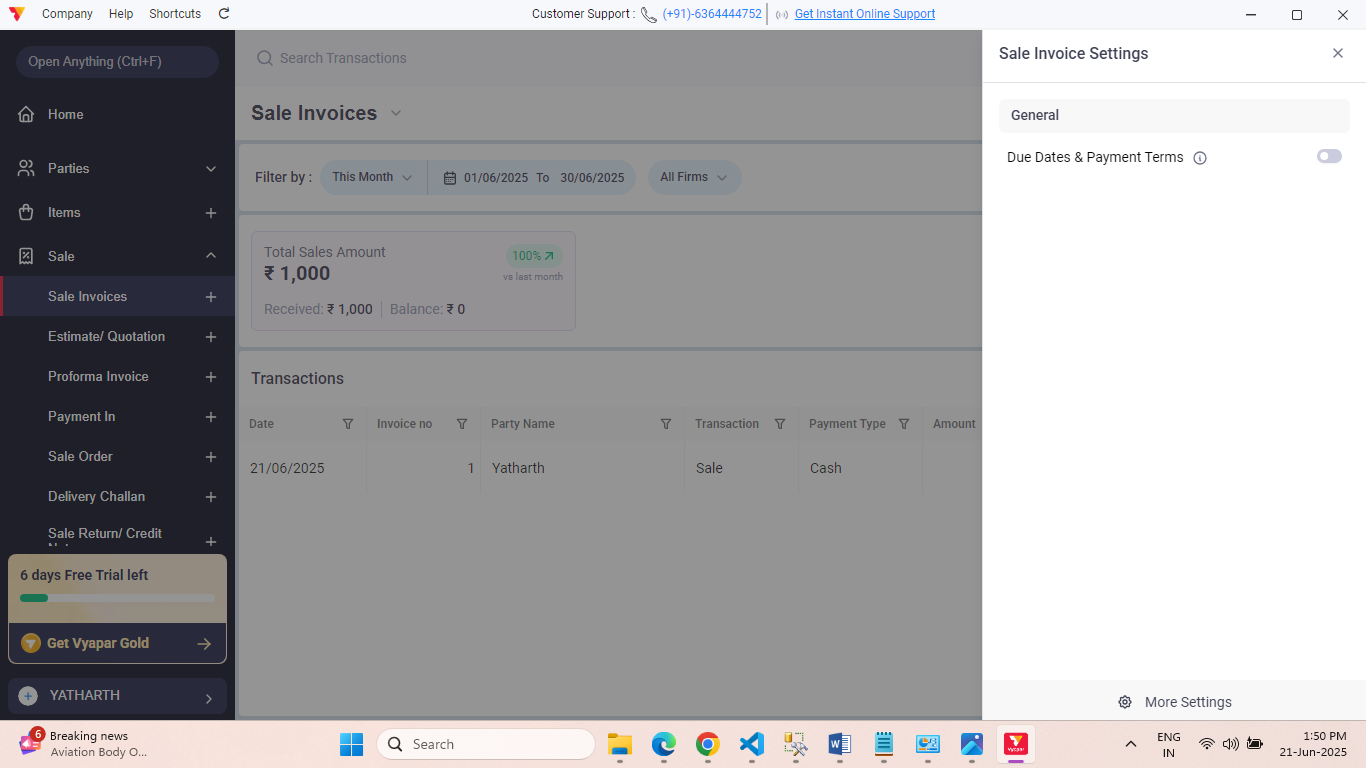 Company Help Shortcuts
Customer Support : (+91)-6364444752 Get Instant Online Support
Open Anything (Ctrl+F)
Home
Parties
Items
Sale
Sale Invoices
Estimate/ Quotation
Proforma Invoice
Payment In
Sale Order
Delivery Challan
Sale Return/ Credit
6 days Free Trial left
Get Vyapar Gold
YATHARTH
Search Transactions
Sale Invoices
Filter by : This Month 01/06/2025 To 30/06/2025 All Firms
Total Sales Amount 100%
₹ 1,000 vs last month
Received: ₹ 1,000 Balance: ₹ 0
Transactions
Date Invoice no Party Name Transaction Payment Type Amount
21/06/2025 1 Yatharth Sale Cash
Sale Invoice Settings
General
Due Dates & Payment Terms
More Settings
6 Breaking news
Aviation Body O...
Search
Vyapar
ENG
IN
1:50 PM
21-Jun-2025